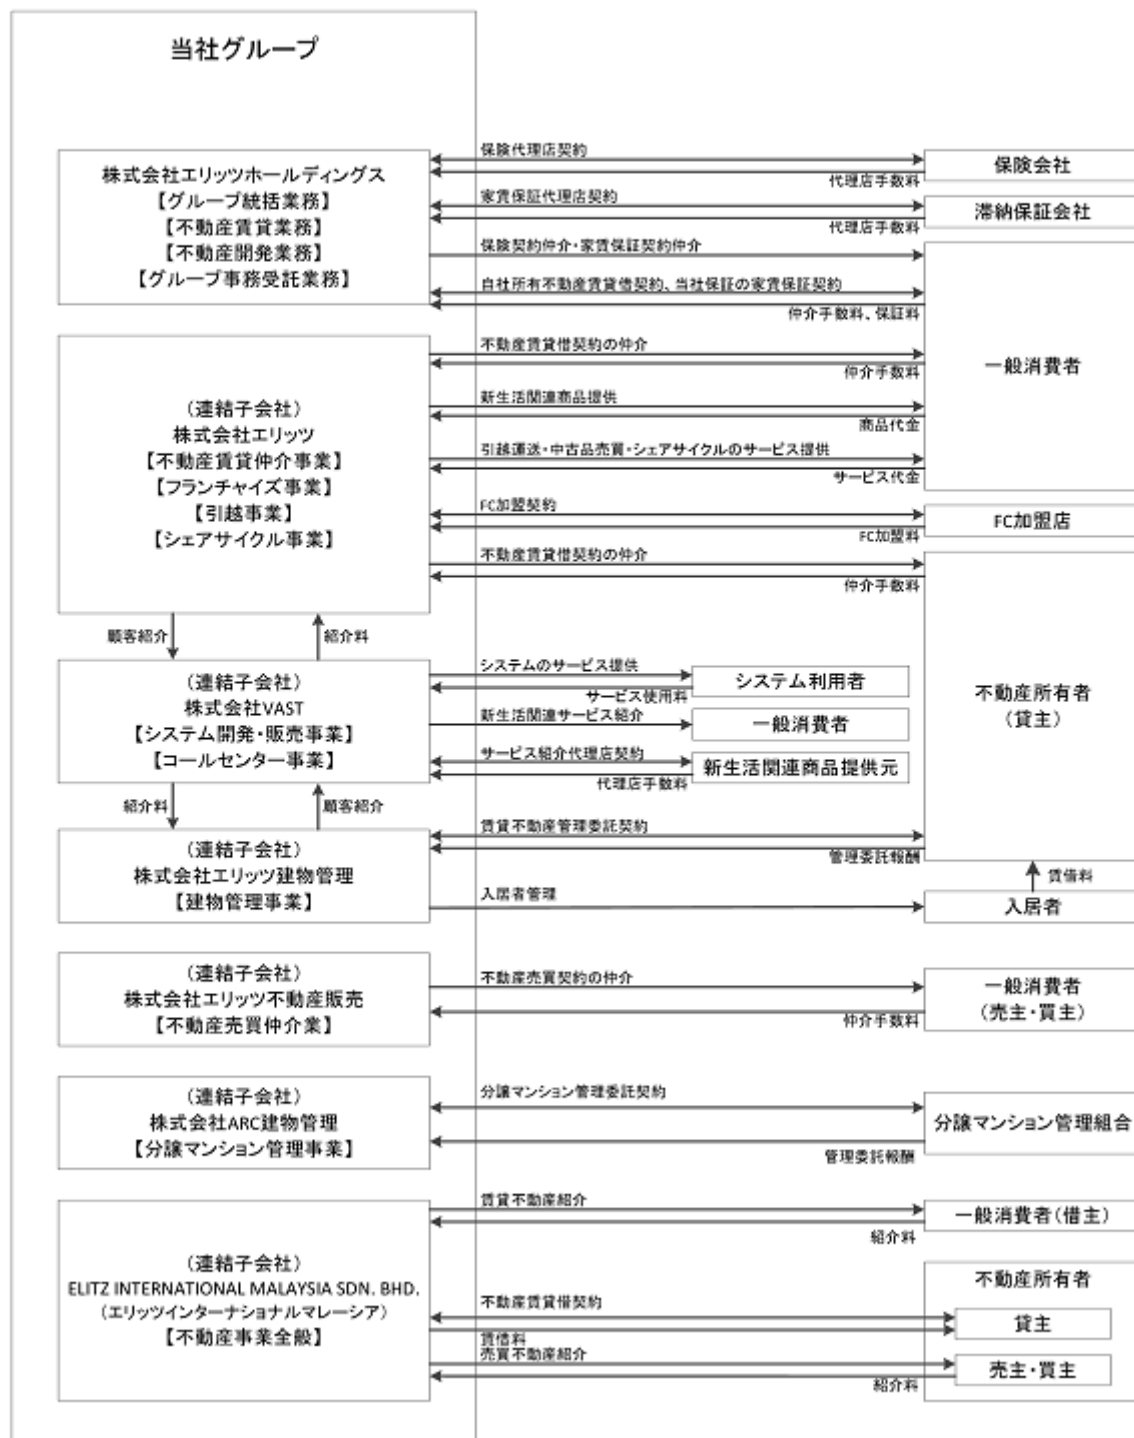 当社グループ
株式会社エリッツホールディングス
【グループ統括業務】
【不動産賃貸業務】
【不動産開発業務】
【グループ事務受託業務】
保険代理店契約
代理店手数料
保険会社
家賃保証代理店契約
代理店手数料
滞納保証会社
保険契約仲介・家賃保証契約仲介
自社所有不動産賃貸借契約、当社保証の家賃保証契約
仲介手数料、保証料
一般消費者
(連結子会社)
株式会社エリッツ
【不動産賃貸仲介事業】
【フランチャイズ事業】
【引越事業】
【シェアサイクル事業】
不動産賃貸借契約の仲介
仲介手数料
新生活関連商品提供
商品代金
引越運送・中古品売買・シェアサイクルのサービス提供
サービス代金
FC加盟契約
FC加盟料
FC加盟店
不動産賃貸借契約の仲介
仲介手数料
不動産所有者
(貸主)
顧客紹介
紹介料
(連結子会社)
株式会社VAST
【システム開発・販売事業】
【コールセンター事業】
システムのサービス提供
サービス使用料
システム利用者
新生活関連サービス紹介
一般消費者
サービス紹介代理店契約
代理店手数料
新生活関連商品提供元
紹介料
顧客紹介
(連結子会社)
株式会社エリッツ建物管理
【建物管理事業】
賃貸不動産管理委託契約
管理委託報酬
賃借料
入居者管理
入居者
(連結子会社)
株式会社エリッツ不動産販売
【不動産売買仲介業】
不動産売買契約の仲介
仲介手数料
一般消費者
(売主・買主)
(連結子会社)
株式会社ARC建物管理
【分譲マンション管理事業】
分譲マンション管理委託契約
管理委託報酬
分譲マンション管理組合
(連結子会社)
ELITZ INTERNATIONAL MALAYSIA SDN. BHD.
(エリッツインターナショナルマレーシア)
【不動産事業全般】
賃貸不動産紹介
紹介料
一般消費者(借主)
不動産所有者
不動産賃貸借契約
賃借料
貸主
売買不動産紹介
紹介料
売主・買主